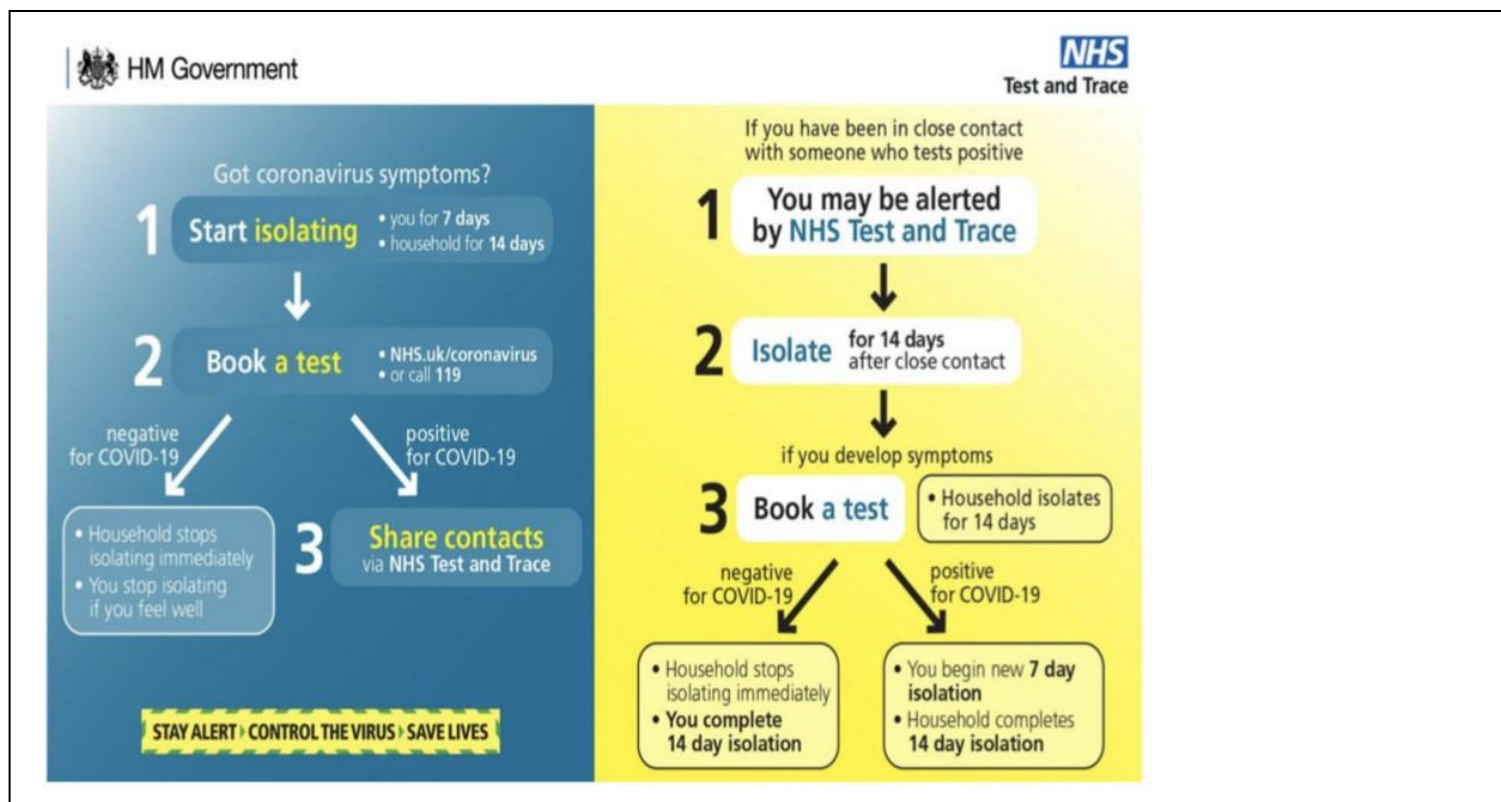 HM Government
NHS
Test and Trace
Got coronavirus symptoms?
1
Start isolating
• you for 7 days
• household for 14 days
2
Book a test
• NHS.uk/coronavirus
• or call 119
negative
for COVID-19
positive
for COVID-19
• Household stops
isolating immediately
• You stop isolating
if you feel well
3
Share contacts
via NHS Test and Trace
STAY ALERT CONTROL THE VIRUS SAVE LIVES
If you have been in close contact
with someone who tests positive
1
You may be alerted
by NHS Test and Trace
2
Isolate
for 14 days
after close contact
if you develop symptoms
3
Book a test
• Household isolates
for 14 days
negative
for COVID-19
positive
for COVID-19
• Household stops
isolating immediately
• You complete
14 day isolation
• You begin new 7 day
isolation
• Household completes
14 day isolation